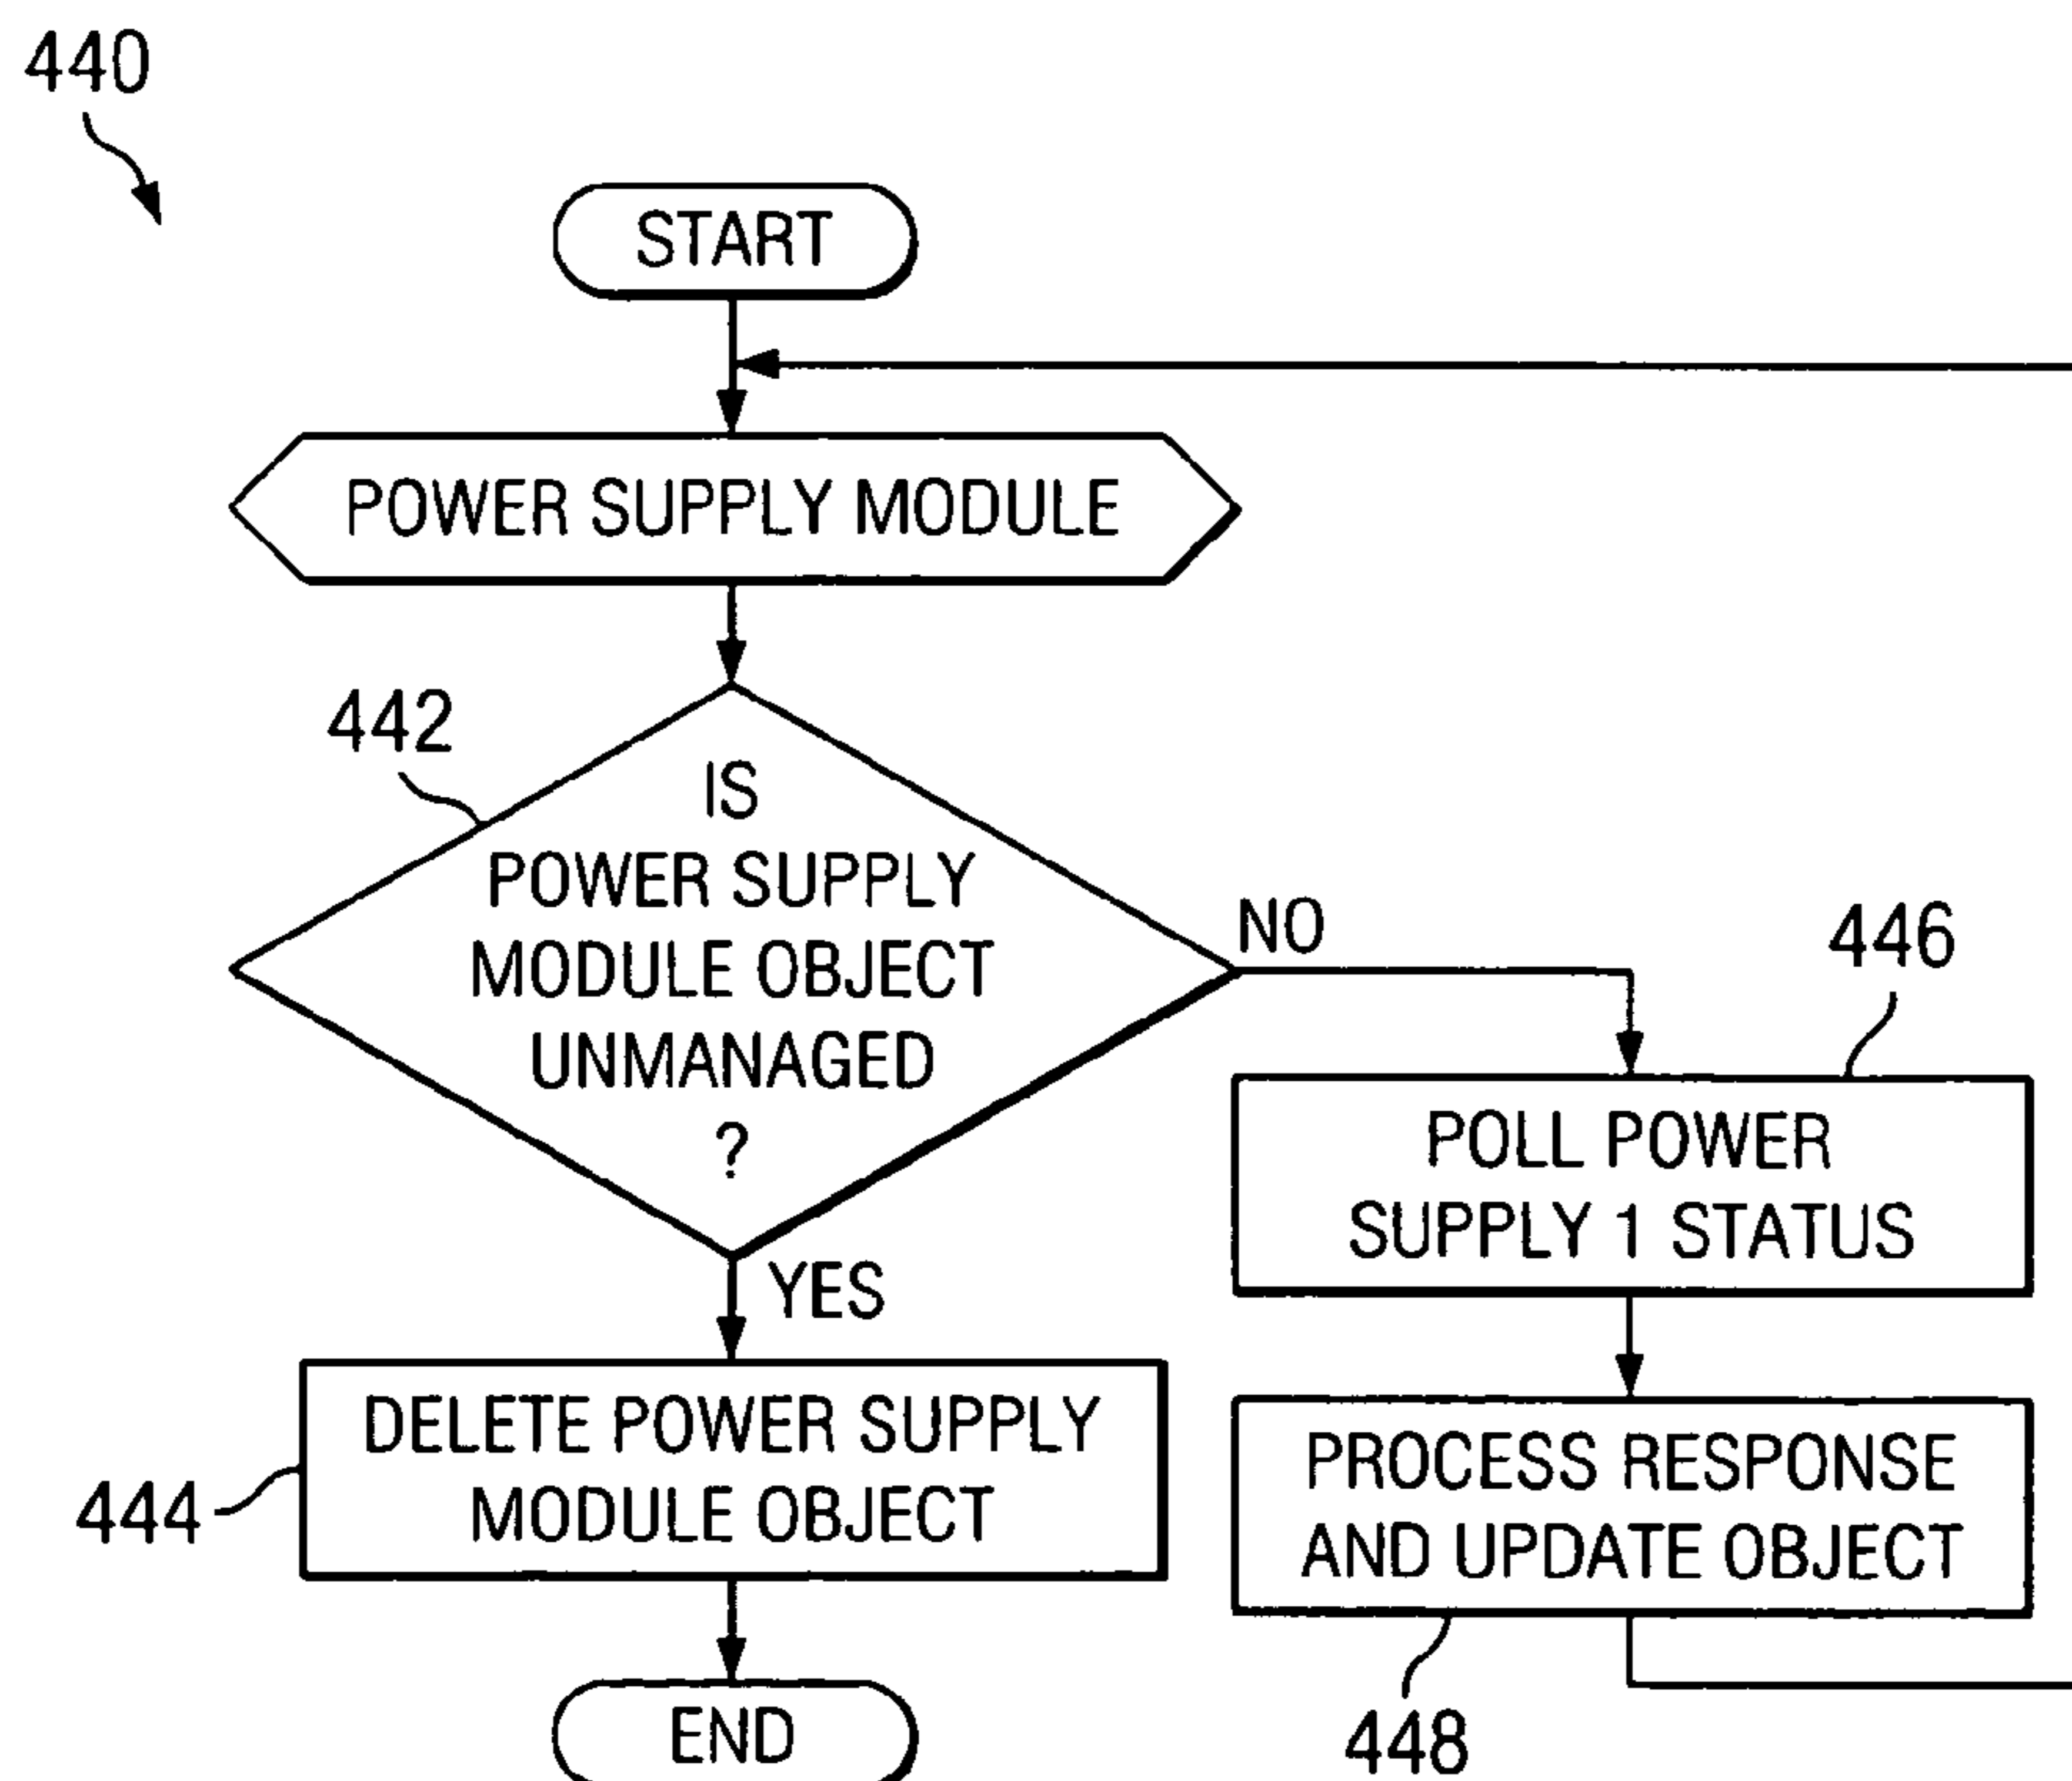 440
START
POWER SUPPLY MODULE
442
IS
POWER SUPPLY
MODULE OBJECT
UNMANAGED
?
NO
YES
446
POLL POWER
SUPPLY 1 STATUS
DELETE POWER SUPPLY
MODULE OBJECT
444
PROCESS RESPONSE
AND UPDATE OBJECT
448
END